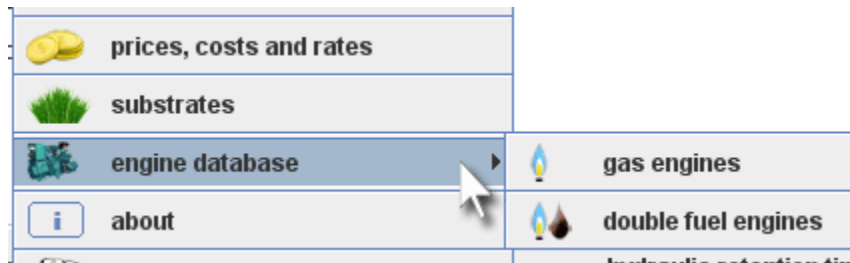 prices, costs and rates
substrates
engine database
gas engines
i about
double fuel engines